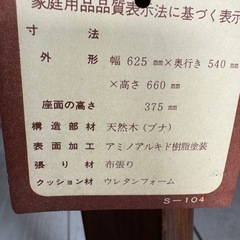 家庭用品品質表示法に基づく表示
寸法
外形 幅 625 mm×奥行き 540 mm
×高さ 660 mm
座面の高さ 375 mm
構造部材 天然木（ブナ）
表面加工 アミノアルキド樹脂塗装
張り材 布張り
クッション材 ウレタンフォーム
S－104